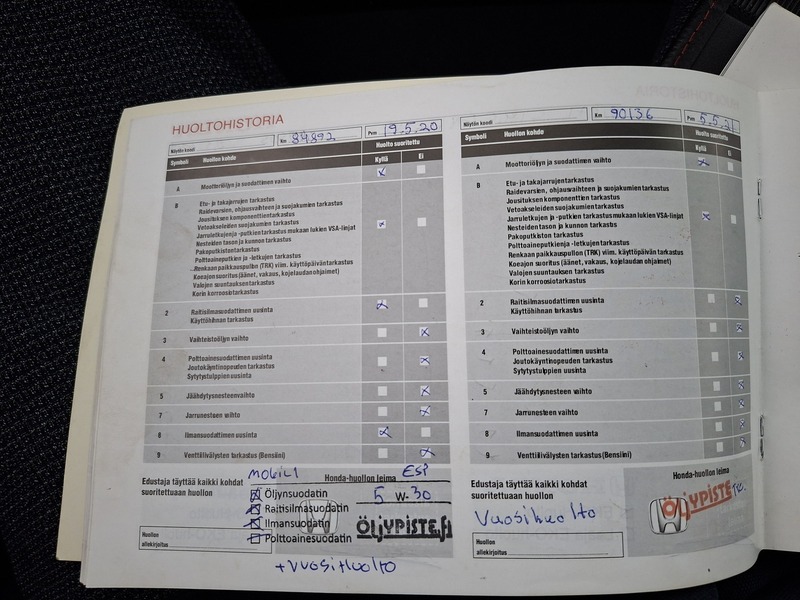 HUOLTOHISTORIA
Näytön koodi
Km 84892
Pvm 19.5.20
Symboli Huollon kohde
Huolto suoritettu
Kyllä Ei
A Moottoriöljyn ja suodattimen vaihto
B Etu- ja takajarrujen tarkastus
Raidevarsien, ohjausvaihteen ja suojakumien tarkastus
Jousituksen komponenttien tarkastus
Vetoakseleiden suojakumien tarkastus
Jarruletkujen ja -putkien tarkastus mukaan lukien VSA-linjat
Nesteiden tason ja kunnon tarkastus
Pakoputkiston tarkastus
Polttoaineputkien ja -letkujen tarkastus
Renkaan paikkauspullon (TRK) viim. käyttöpäivän tarkastus
Koeajon suoritus (äänet, vakaus, kojelaudan ohjaimet)
Valojen suuntauksen tarkastus
Korin korroosiotarkastus
2 Raitisilmasuodattimen uusinta
Käyttöhihnan tarkastus
3 Vaihteistoöljyn vaihto
4 Polttoainesuodattimen uusinta
Joutokäyntinopeuden tarkastus
Sytytystulppien uusinta
5 Jäähdytysnesteen vaihto
7 Jarrunesteen vaihto
8 Ilmansuodattimen uusinta
9 Venttiilivälysten tarkastus (Bensiini)
Edustaja täyttää kaikki kohdat
suoritettuaan huollon
MOBIL1 ESP
Honda-huollon leima
5 W-30
Öljynsuodatin
Raitisilmasuodatin
Ilmansuodatin
Polttoainesuodatin
ÖLJYPISTE.fi
Huollon
allekirjoitus
+VUOSIHUOLTO
Näytön koodi
Km 90136
Pvm 5.5.21
Symboli Huollon kohde
Huolto suoritettu
Kyllä Ei
A Moottoriöljyn ja suodattimen vaihto
B Etu- ja takajarrujen tarkastus
Raidevarsien, ohjausvaihteen ja suojakumien tarkastus
Jousituksen komponenttien tarkastus
Vetoakseleiden suojakumien tarkastus
Jarruletkujen ja -putkien tarkastus mukaan lukien VSA-linjat
Nesteiden tason ja kunnon tarkastus
Pakoputkiston tarkastus
Polttoaineputkien ja -letkujen tarkastus
Renkaan paikkauspullon (TRK) viim. käyttöpäivän tarkastus
Koeajon suoritus (äänet, vakaus, kojelaudan ohjaimet)
Valojen suuntauksen tarkastus
Korin korroosiotarkastus
2 Raitisilmasuodattimen uusinta
Käyttöhihnan tarkastus
3 Vaihteistoöljyn vaihto
4 Polttoainesuodattimen uusinta
Joutokäyntinopeuden tarkastus
Sytytystulppien uusinta
5 Jäähdytysnesteen vaihto
7 Jarrunesteen vaihto
8 Ilmansuodattimen uusinta
9 Venttiilivälysten tarkastus (Bensiini)
Edustaja täyttää kaikki kohdat
suoritettuaan huollon
Honda-huollon leima
Vuosihuolto
ÖLJYPISTE
Huollon
allekirjoitus